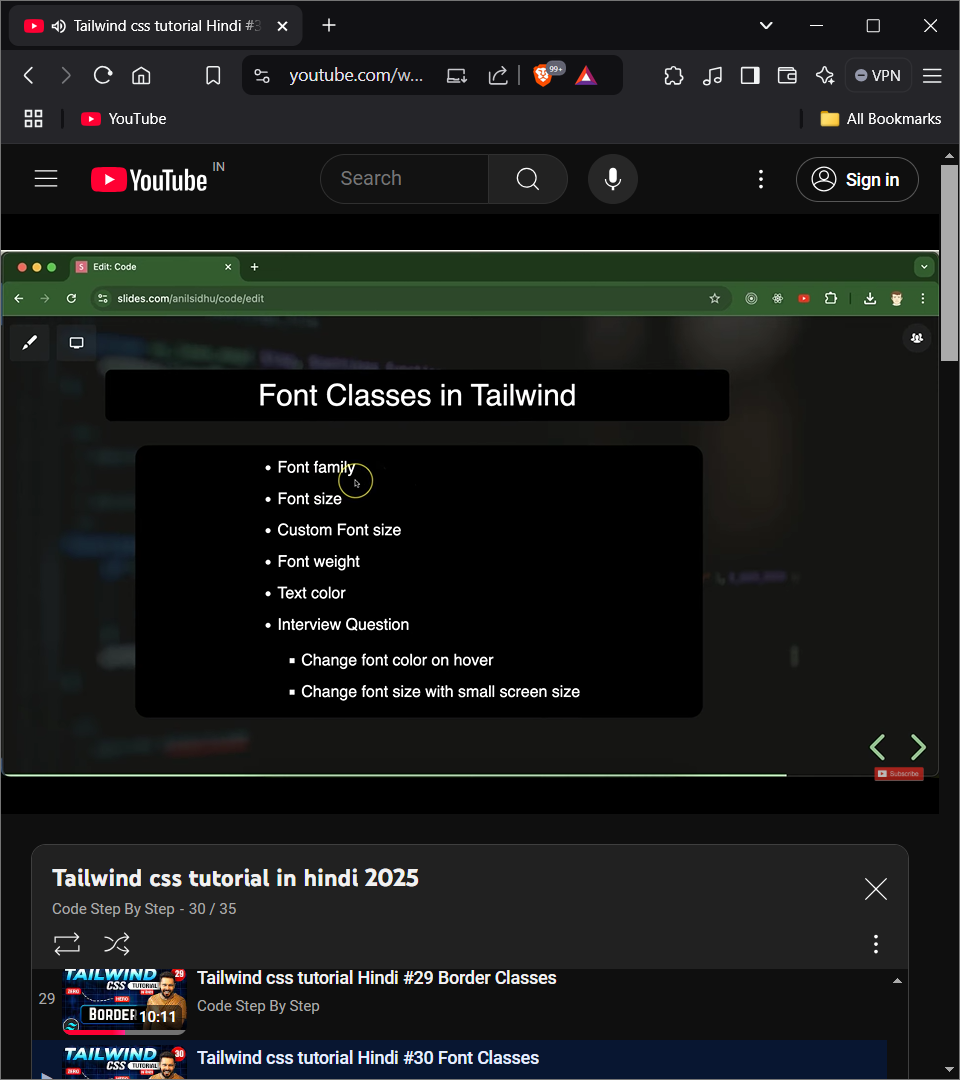 Tailwind css tutorial Hindi #3
youtube.com/w...
99+
VPN
YouTube
All Bookmarks
YouTube IN
Search
Sign in
Edit: Code
slides.com/anilsidhu/code/edit
Font Classes in Tailwind
• Font family
• Font size
• Custom Font size
• Font weight
• Text color
• Interview Question
▪ Change font color on hover
▪ Change font size with small screen size
Subscribe
Tailwind css tutorial in hindi 2025
Code Step By Step - 30 / 35
29
TAILWIND 29
CSS TUTORIAL
ZERO
HERO
BORDER
10:11
Tailwind css tutorial Hindi #29 Border Classes
Code Step By Step
TAILWIND 30
CSS TUTORIAL
ZERO
HERO
Tailwind css tutorial Hindi #30 Font Classes